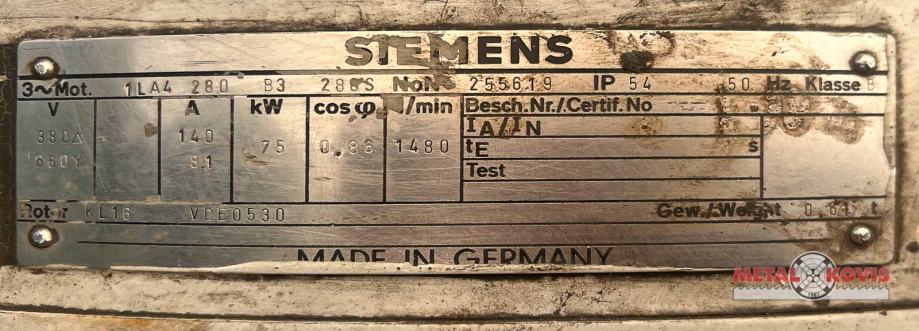 SIEMENS
3~Mot. 1LA4 280 B3 280S NoN 255619 IP 54 50 Hz Klasse B
V A kW cos φ 1/min Besch.Nr./Certif.No
380Δ 140 75 0,86 1480 IA/IN
660Y 81 tE s
Test
Rotor KL16 VDE0530 Gew./Weight 0,61 t
MADE IN GERMANY
METAL KOVIS